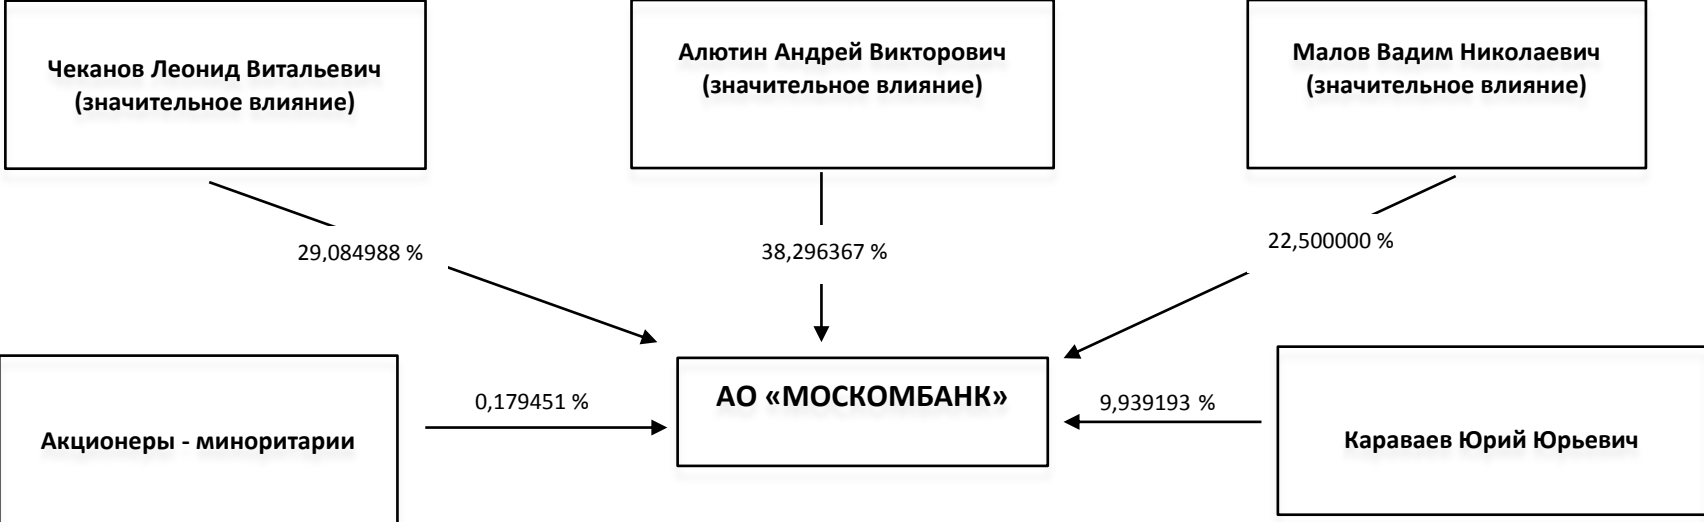 Чеканов Леонид Витальевич
(значительное влияние)
Алютин Андрей Викторович
(значительное влияние)
Малов Вадим Николаевич
(значительное влияние)
29,084988 %
38,296367 %
22,500000 %
Акционеры - миноритарии
0,179451 %
АО «МОСКОМБАНК»
9,939193 %
Караваев Юрий Юрьевич